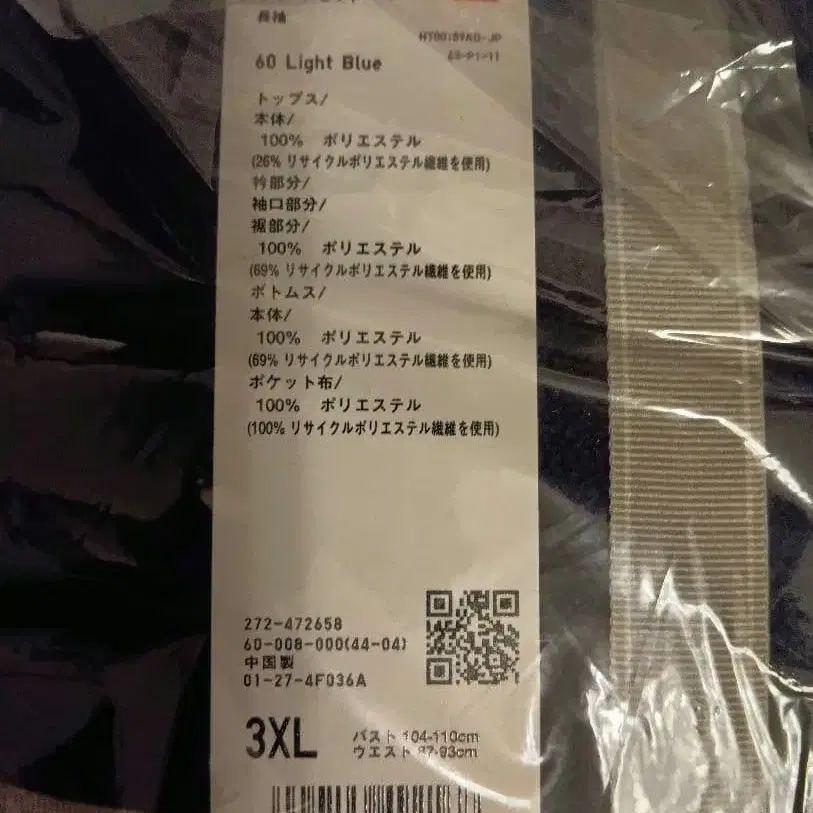 長袖
60 Light Blue
トップス/
本体/
100% ポリエステル
(26% リサイクルポリエステル繊維を使用)
衿部分/
袖口部分/
裾部分/
100% ポリエステル
(69% リサイクルポリエステル繊維を使用)
ボトムス/
本体/
100% ポリエステル
(69% リサイクルポリエステル繊維を使用)
ポケット布/
100% ポリエステル
(100% リサイクルポリエステル繊維を使用)
272-472658
60-008-000(44-04)
中国製
01-27-4F036A
3XL
バスト 104-110cm
ウエスト 87-93cm